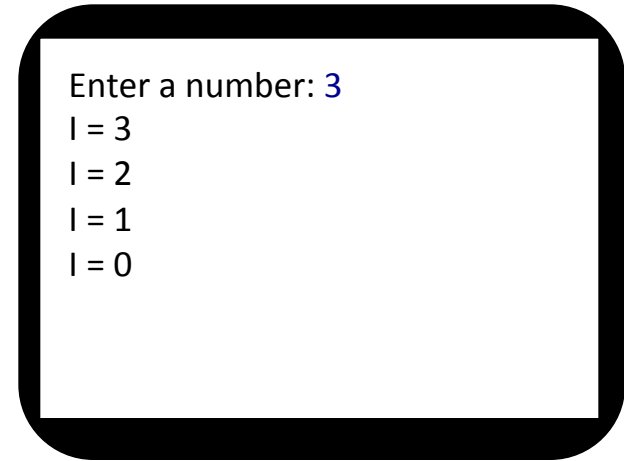 Enter a number: 3
I = 3
I = 2
I = 1
I = 0